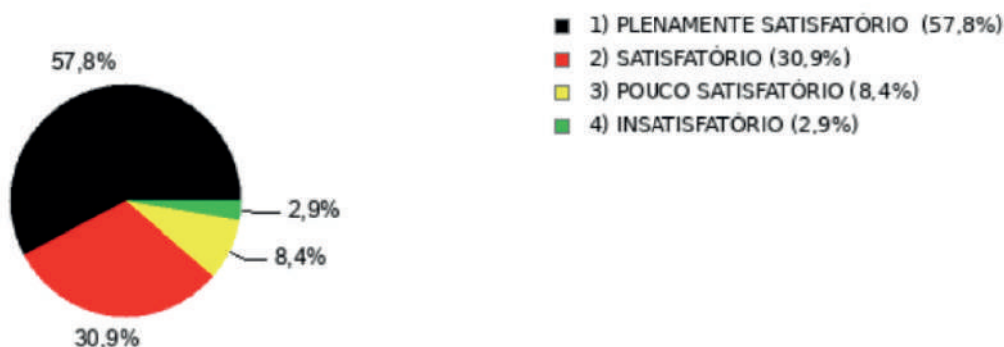 57,8%
2,9%
8,4%
30,9%
1) PLENAMENTE SATISFATÓRIO (57,8%)
2) SATISFATÓRIO (30,9%)
3) POUCO SATISFATÓRIO (8,4%)
4) INSATISFATÓRIO (2,9%)